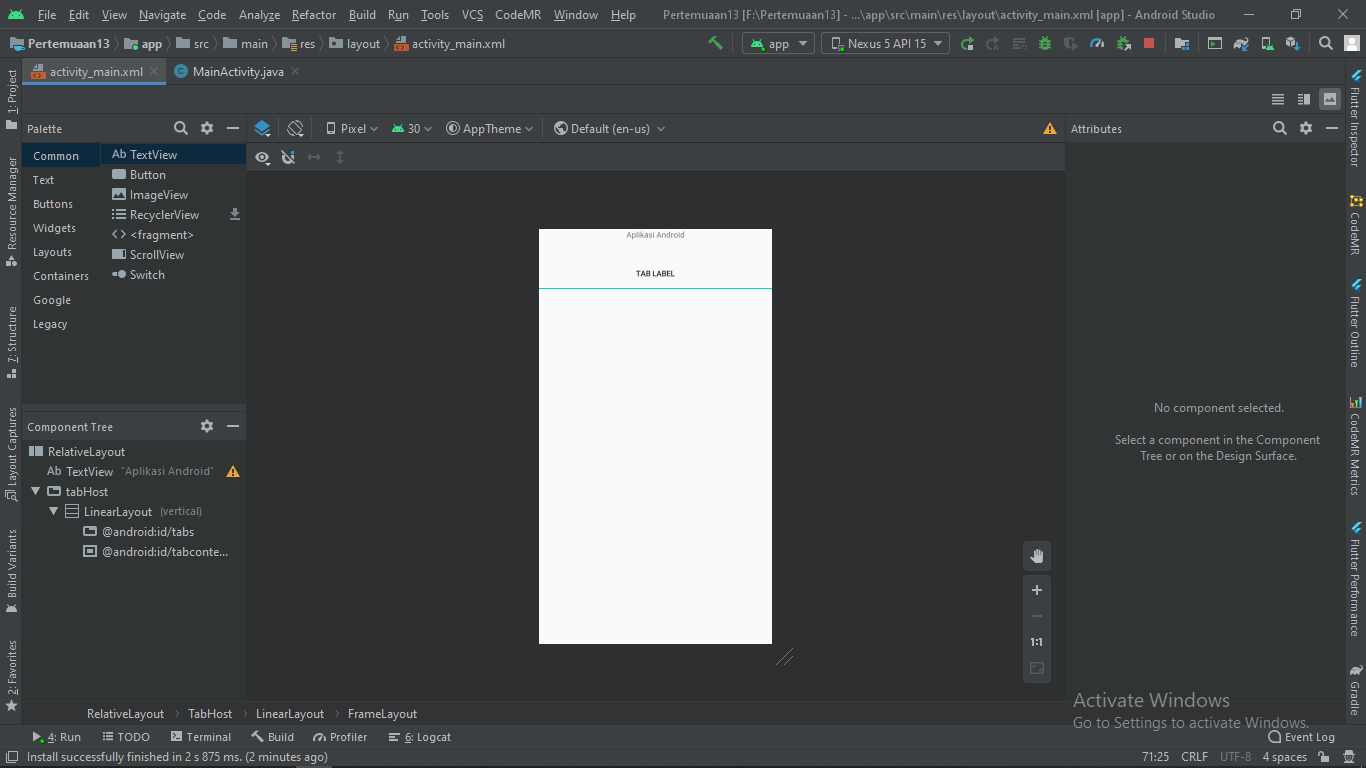 File Edit View Navigate Code Analyze Refactor Build Run Tools VCS CodeMR Window Help Pertemuaan13 [F:\Pertemuaan13] - ...\app\src\main\res\layout\activity_main.xml [app] - Android Studio
Pertemuaan13 app src main res layout activity_main.xml app Nexus 5 API 15
activity_main.xml MainActivity.java
Palette Pixel 30 AppTheme Default (en-us) Attributes
Common
Text
Buttons
Widgets
Layouts
Containers
Google
Legacy
Ab TextView
Button
ImageView
RecyclerView
<fragment>
ScrollView
Switch
Component Tree
RelativeLayout
Ab TextView "Aplikasi Android"
tabHost
LinearLayout (vertical)
@android:id/tabs
@android:id/tabconte...
Aplikasi Android
TAB LABEL
1:1
No component selected.
Select a component in the Component
Tree or on the Design Surface.
1: Project
Resource Manager
7: Structure
Layout Captures
Build Variants
2: Favorites
Flutter Inspector
CodeMR
Flutter Outline
CodeMR Metrics
Flutter Performance
Gradle
Activate Windows
Go to Settings to activate Windows.
RelativeLayout TabHost LinearLayout FrameLayout
4: Run TODO Terminal Build Profiler 6: Logcat Event Log
Install successfully finished in 2 s 875 ms. (2 minutes ago) 71:25 CRLF UTF-8 4 spaces